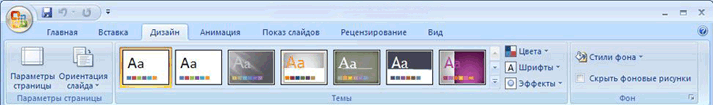 Главная Вставка Дизайн Анимация Показ слайдов Рецензирование Вид
Параметры страницы
Ориентация слайда
Aa Aa Aa Aa Aa Aa Aa
Цвета
Шрифты
Эффекты
Стили фона
Скрыть фоновые рисунки
Параметры страницы Темы Фон